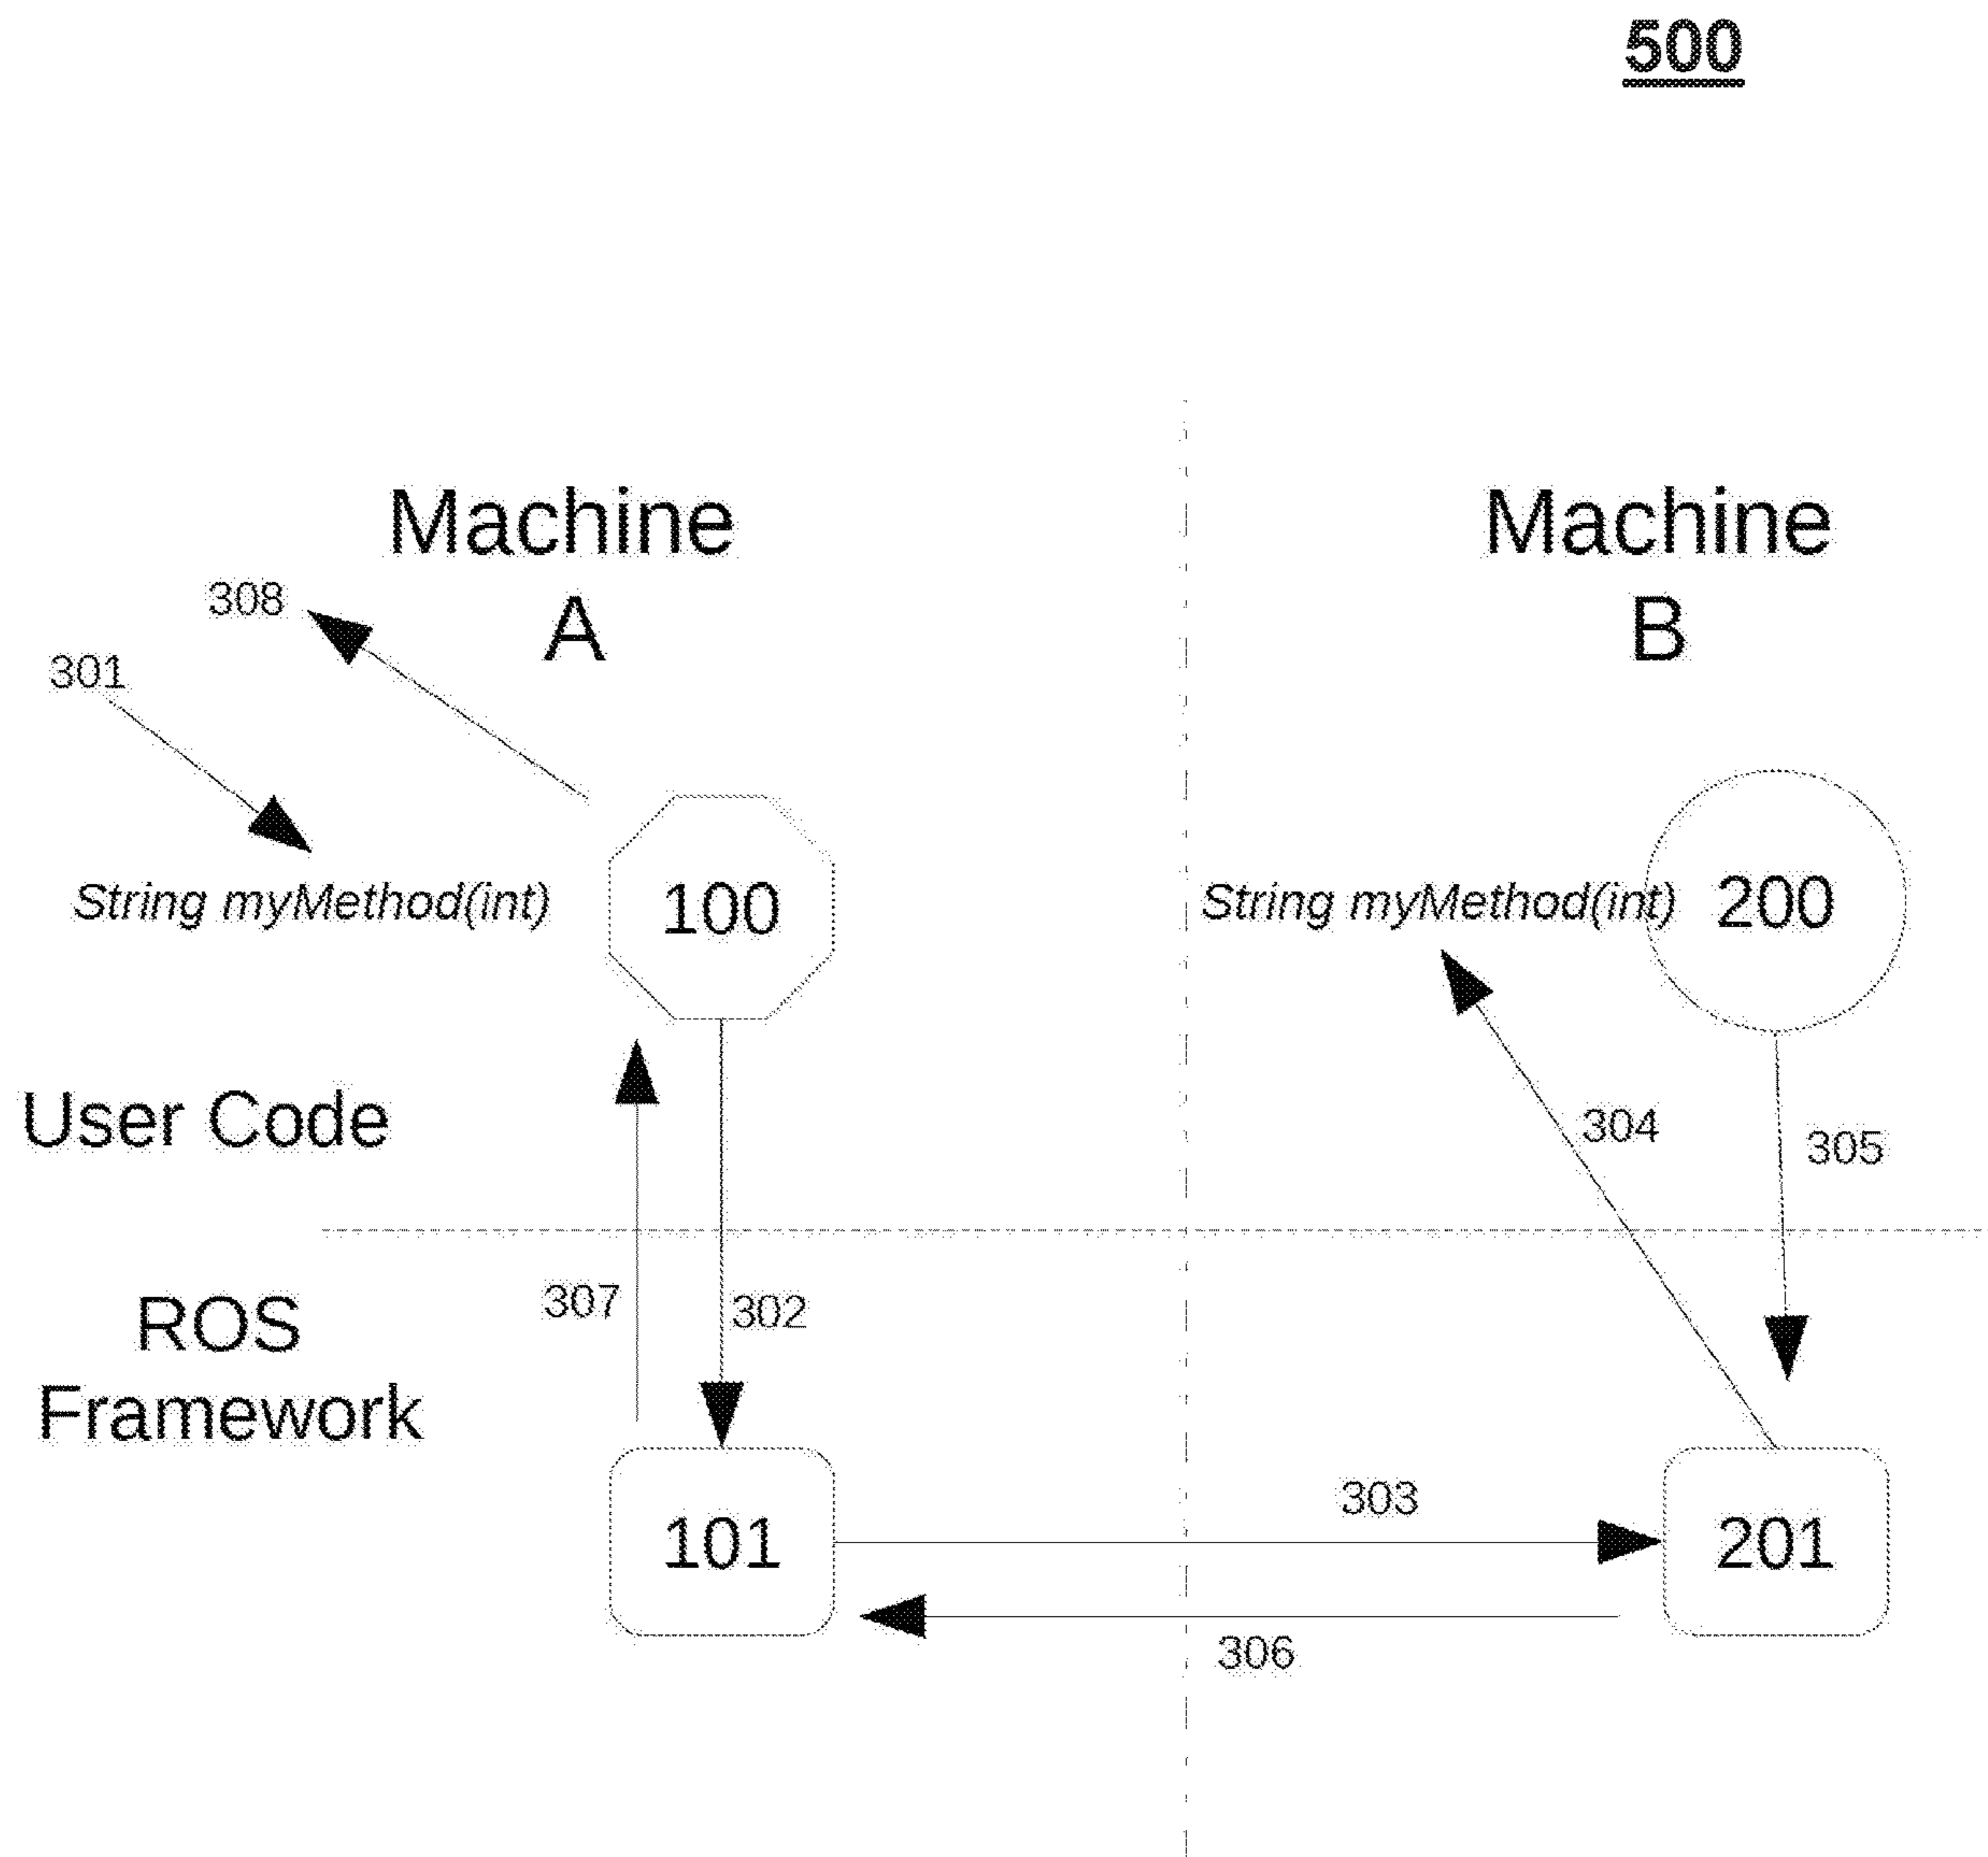 500
Machine
A
Machine
B
308
301
String myMethod(int)
100
String myMethod(int)
200
User Code
304
305
ROS
Framework
307
302
101
303
201
306